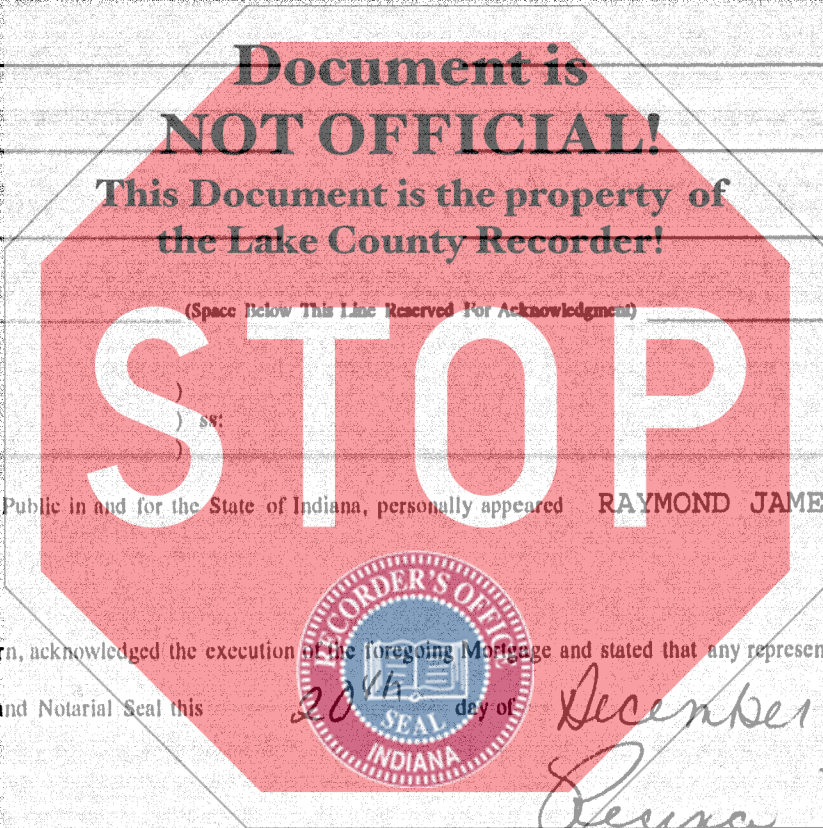 Document is
NOT OFFICIAL!
This Document is the property of
the Lake County Recorder!
(Space Below This Line Reserved For Acknowledgment)
STOP
)
) ss:
)
Public in and for the State of Indiana, personally appeared RAYMOND JAME
RECORDER'S OFFICE
rn, acknowledged the execution of the foregoing Mortgage and stated that any represen
and Notarial Seal this 20th day of December
SEAL
INDIANA